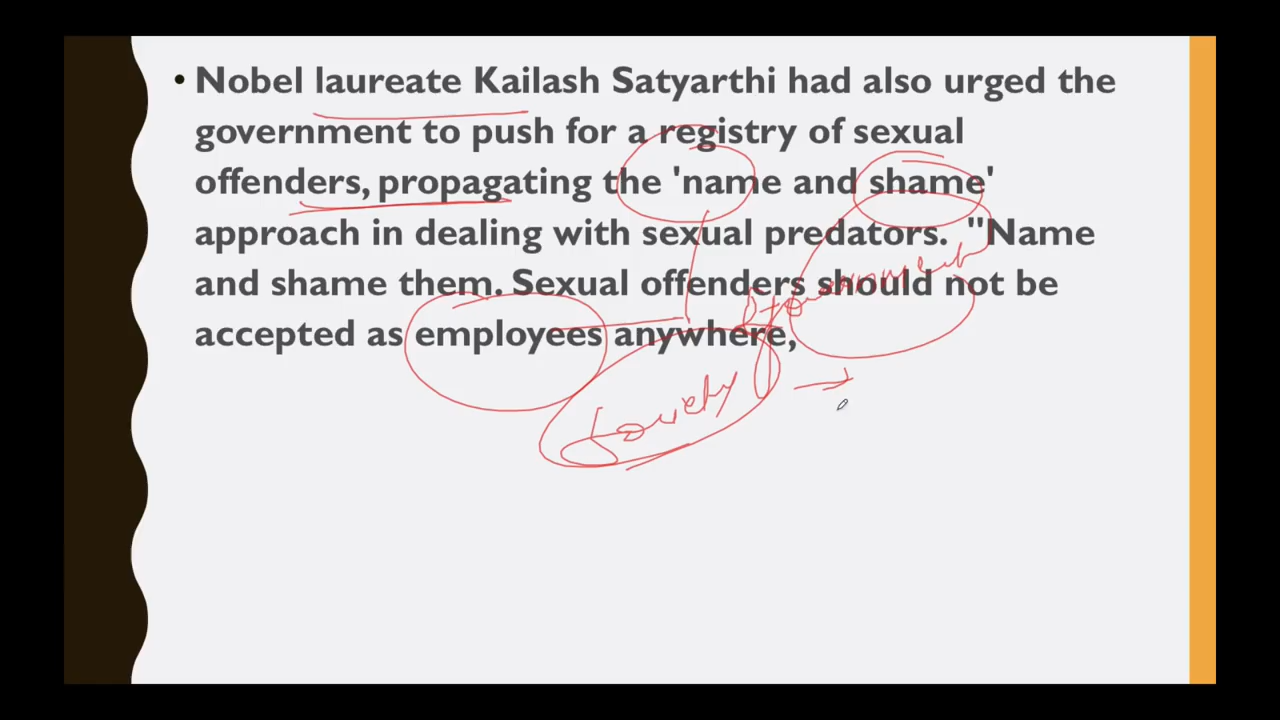 • Nobel laureate Kailash Satyarthi had also urged the
government to push for a registry of sexual
offenders, propagating the 'name and shame'
approach in dealing with sexual predators.  "Name
and shame them. Sexual offenders should not be
accepted as employees anywhere,